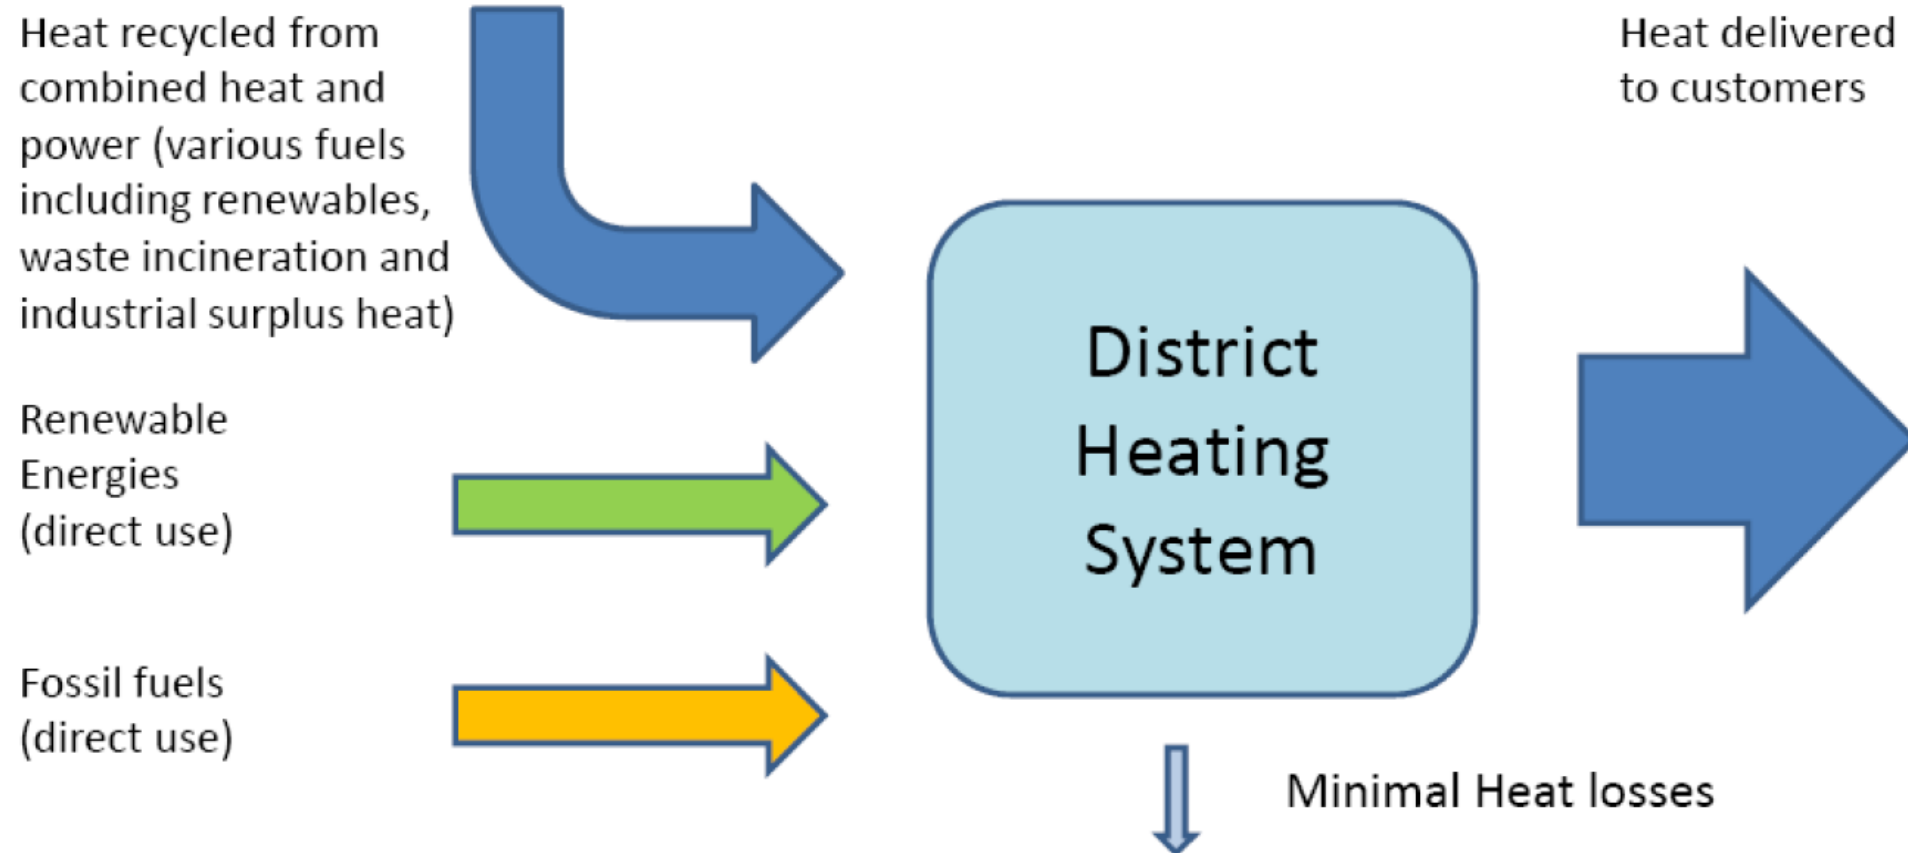 Heat recycled from
combined heat and
power (various fuels
including renewables,
waste incineration and
industrial surplus heat)
Renewable
Energies
(direct use)
Fossil fuels
(direct use)
District
Heating
System
Heat delivered
to customers
Minimal Heat losses